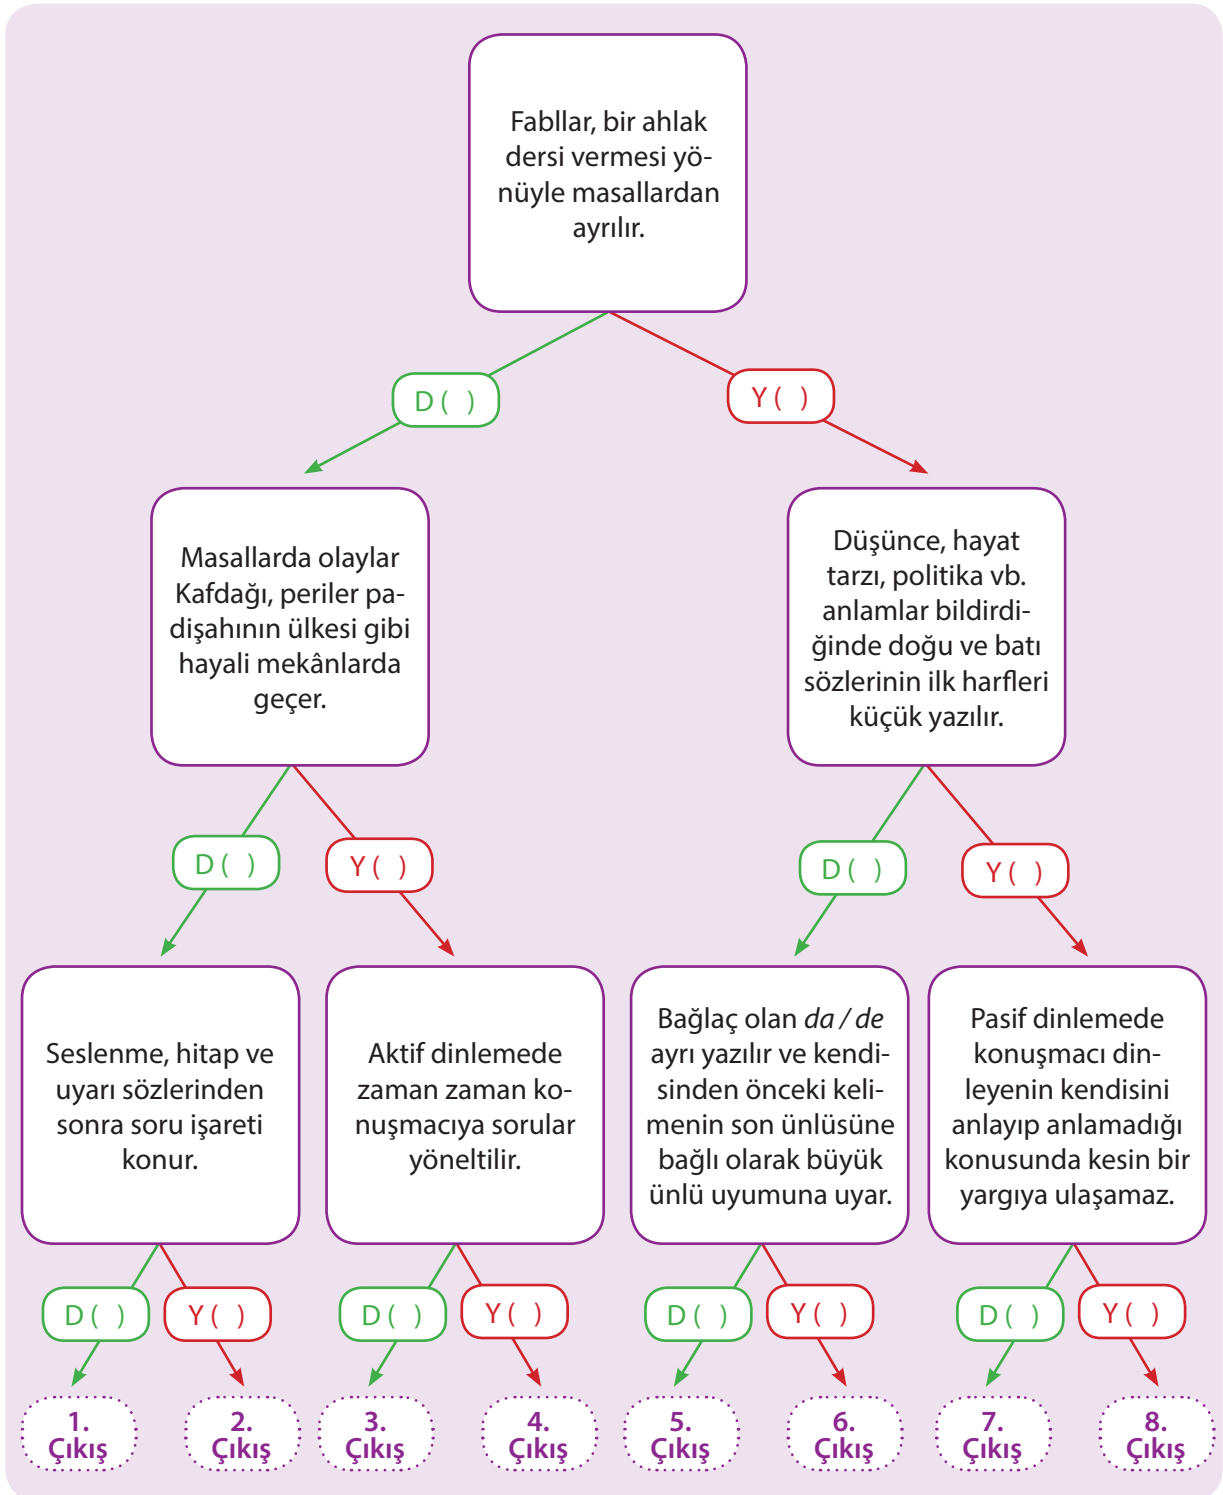 Fabllar, bir ahlak
dersi vermesi yö-
nüyle masallardan
ayrılır.
D ( )
Y ( )
Masallarda olaylar
Kafdağı, periler pa-
dişahının ülkesi gibi
hayali mekânlarda
geçer.
Düşünce, hayat
tarzı, politika vb.
anlamlar bildirdi-
ğinde doğu ve batı
sözlerinin ilk harfleri
küçük yazılır.
D ( )
Y ( )
D ( )
Y ( )
Seslenme, hitap ve
uyarı sözlerinden
sonra soru işareti
konur.
Aktif dinlemede
zaman zaman ko-
nuşmacıya sorular
yöneltilir.
Bağlaç olan da / de
ayrı yazılır ve kendi-
sinden önceki keli-
menin son ünlüsüne
bağlı olarak büyük
ünlü uyumuna uyar.
Pasif dinlemede
konuşmacı din-
leyenin kendisini
anlayıp anlamadığı
konusunda kesin bir
yargıya ulaşamaz.
D ( )
Y ( )
D ( )
Y ( )
D ( )
Y ( )
D ( )
Y ( )
1.
Çıkış
2.
Çıkış
3.
Çıkış
4.
Çıkış
5.
Çıkış
6.
Çıkış
7.
Çıkış
8.
Çıkış